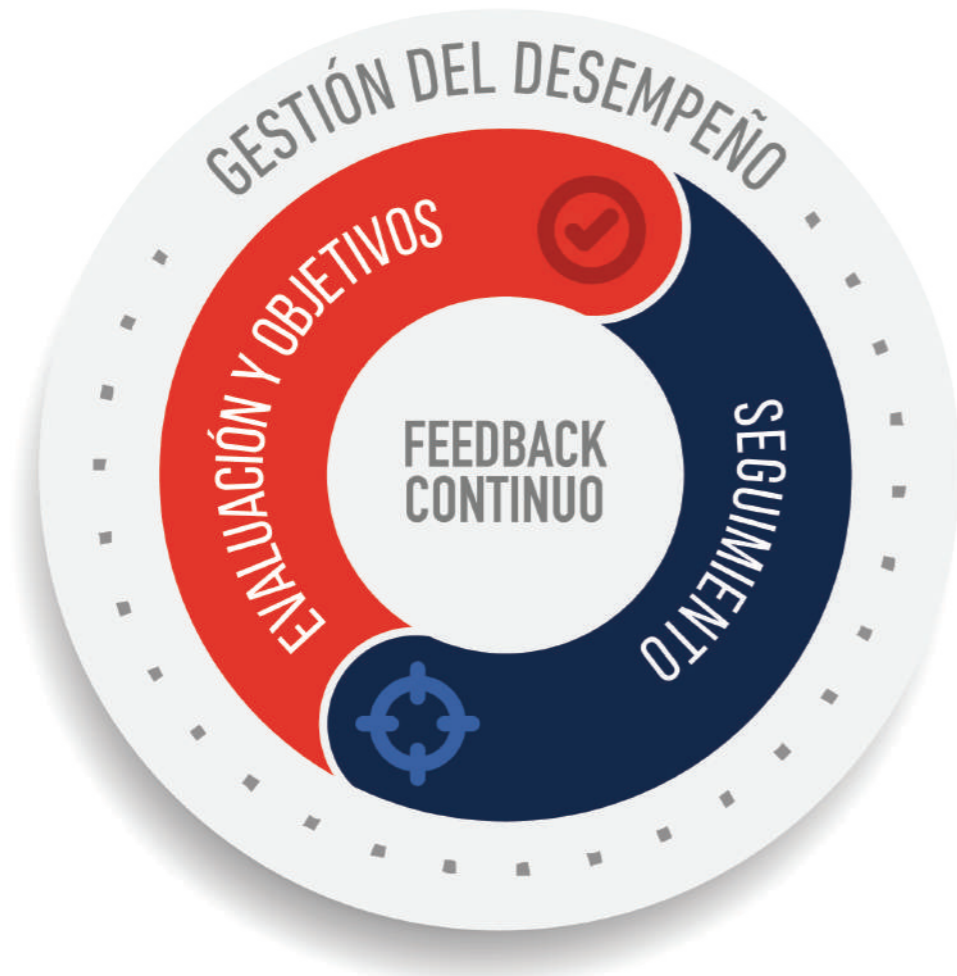 GESTIÓN DEL DESEMPEÑO
EVALUACIÓN Y OBJETIVOS
SEGUIMIENTO
FEEDBACK
CONTINUO